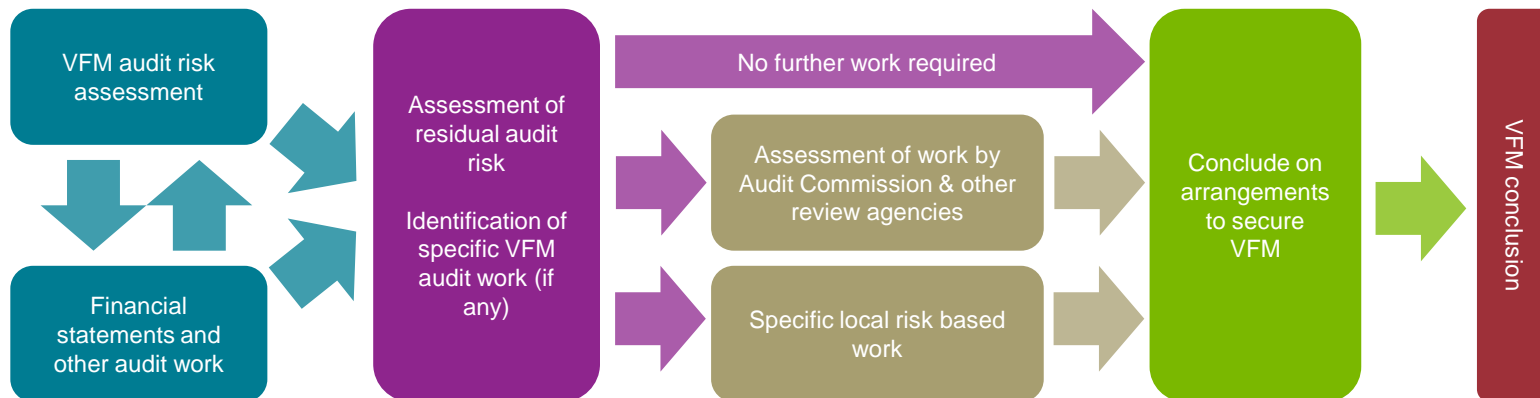 VFM audit risk
assessment
Financial
statements and
other audit work
Assessment of
residual audit
risk
Identification of
specific VFM
audit work (if
any)
No further work required
Assessment of work by
Audit Commission & other
review agencies
Specific local risk based
work
Conclude on
arrangements
to secure
VFM
VFM conclusion